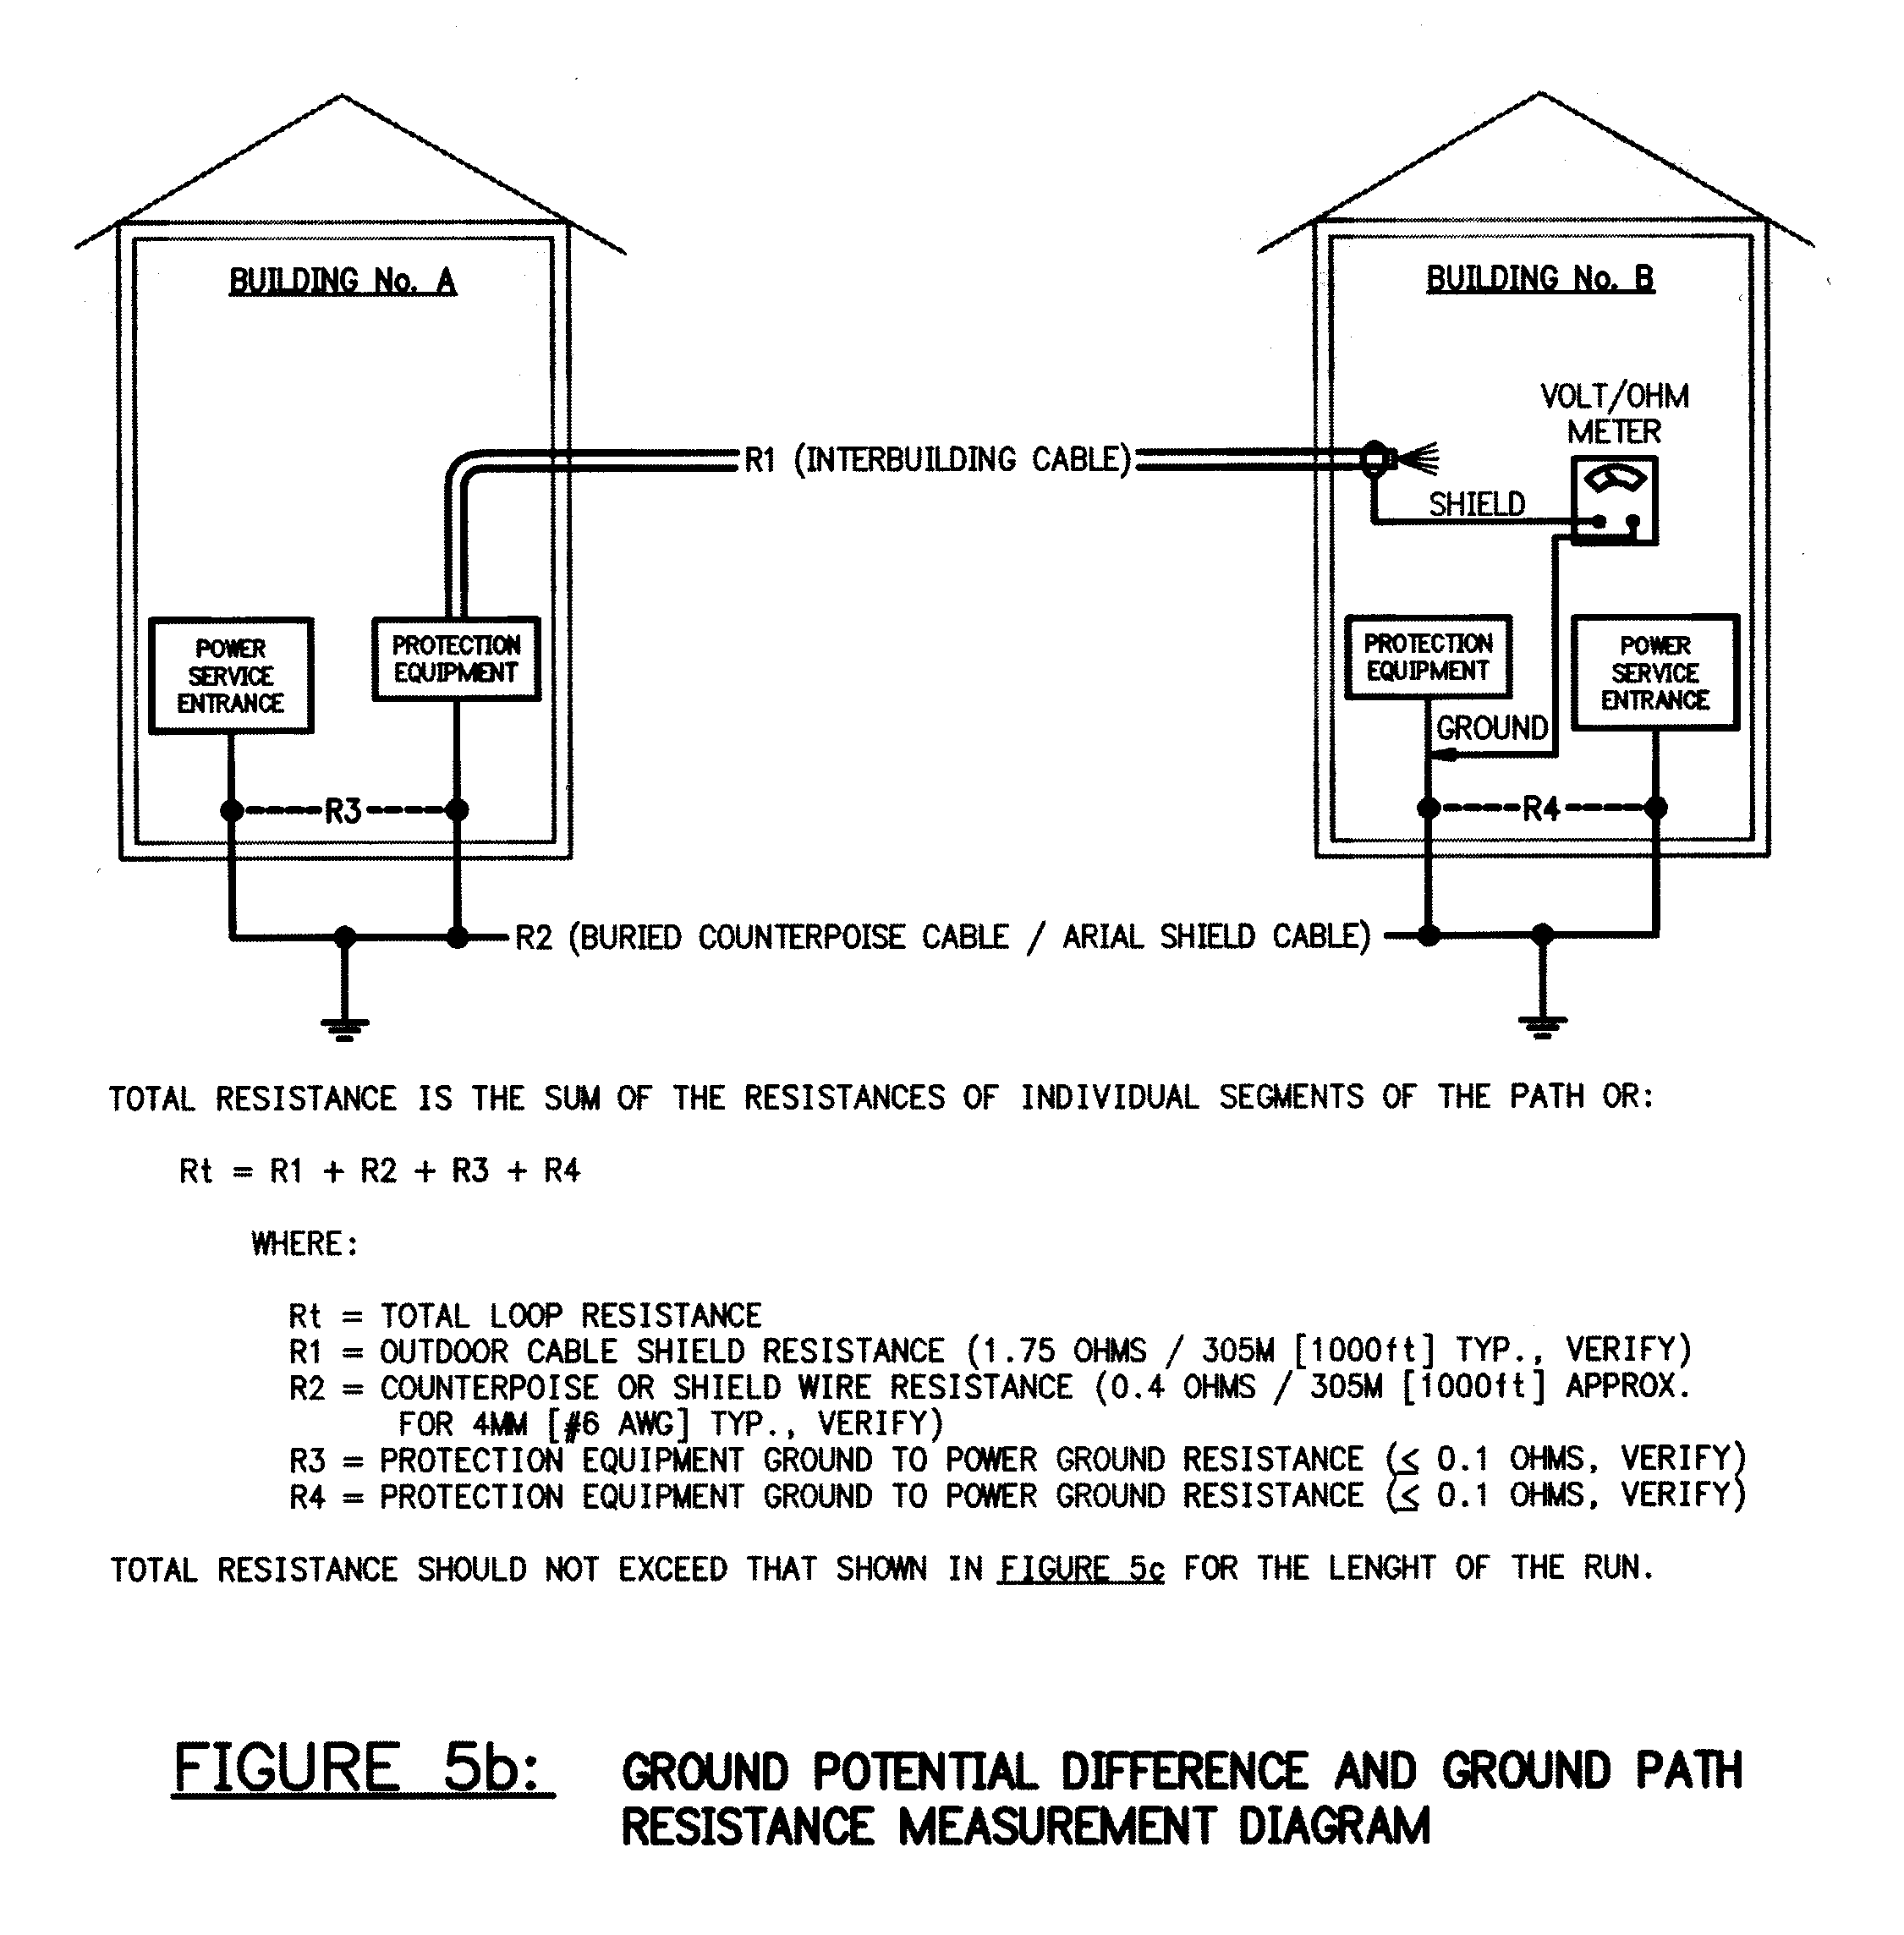 BUILDING No. A
BUILDING No. B
VOLT/OHM
METER
R1 (INTERBUILDING CABLE)
SHIELD
POWER
SERVICE
ENTRANCE
PROTECTION
EQUIPMENT
PROTECTION
EQUIPMENT
POWER
SERVICE
ENTRANCE
GROUND
R3
R4
R2 (BURIED COUNTERPOISE CABLE / ARIAL SHIELD CABLE)
TOTAL RESISTANCE IS THE SUM OF THE RESISTANCES OF INDIVIDUAL SEGMENTS OF THE PATH OR:
Rt = R1 + R2 + R3 + R4
WHERE:
Rt = TOTAL LOOP RESISTANCE
R1 = OUTDOOR CABLE SHIELD RESISTANCE (1.75 OHMS / 305M [1000ft] TYP., VERIFY)
R2 = COUNTERPOISE OR SHIELD WIRE RESISTANCE (0.4 OHMS / 305M [1000ft] APPROX.
FOR 4MM [#6 AWG] TYP., VERIFY)
R3 = PROTECTION EQUIPMENT GROUND TO POWER GROUND RESISTANCE (≤ 0.1 OHMS, VERIFY)
R4 = PROTECTION EQUIPMENT GROUND TO POWER GROUND RESISTANCE (≤ 0.1 OHMS, VERIFY)
TOTAL RESISTANCE SHOULD NOT EXCEED THAT SHOWN IN FIGURE 5c FOR THE LENGHT OF THE RUN.
FIGURE 5b: GROUND POTENTIAL DIFFERENCE AND GROUND PATH
RESISTANCE MEASUREMENT DIAGRAM